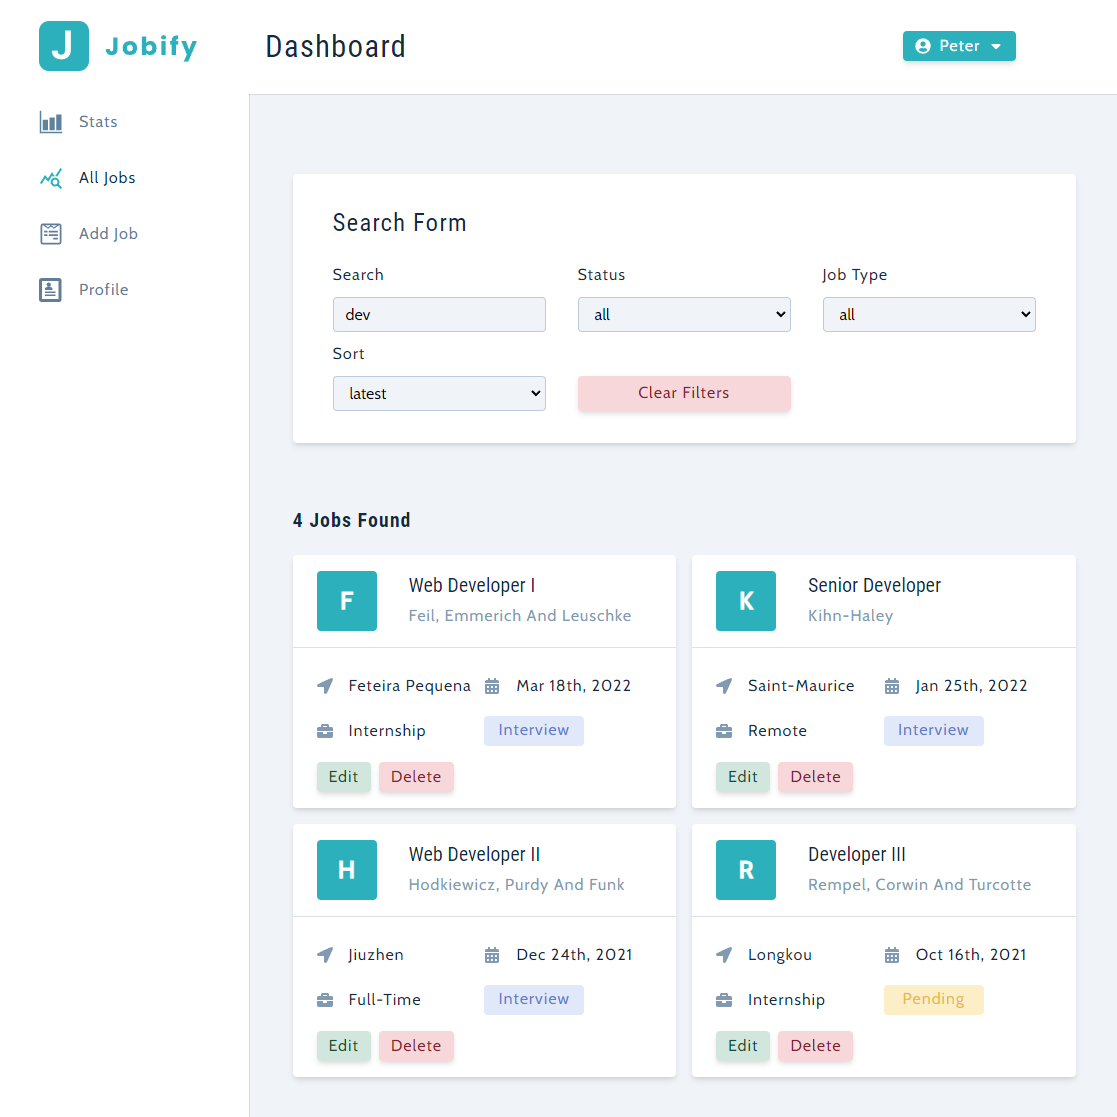 J Jobify
Dashboard
Peter
Stats
All Jobs
Add Job
Profile
Search Form
Search
Status
Job Type
dev
all
all
Sort
latest
Clear Filters
4 Jobs Found
F
Web Developer I
Feil, Emmerich And Leuschke
Feteira Pequena
Mar 18th, 2022
Internship
Interview
Edit
Delete
K
Senior Developer
Kihn-Haley
Saint-Maurice
Jan 25th, 2022
Remote
Interview
Edit
Delete
H
Web Developer II
Hodkiewicz, Purdy And Funk
Jiuzhen
Dec 24th, 2021
Full-Time
Interview
Edit
Delete
R
Developer III
Rempel, Corwin And Turcotte
Longkou
Oct 16th, 2021
Internship
Pending
Edit
Delete